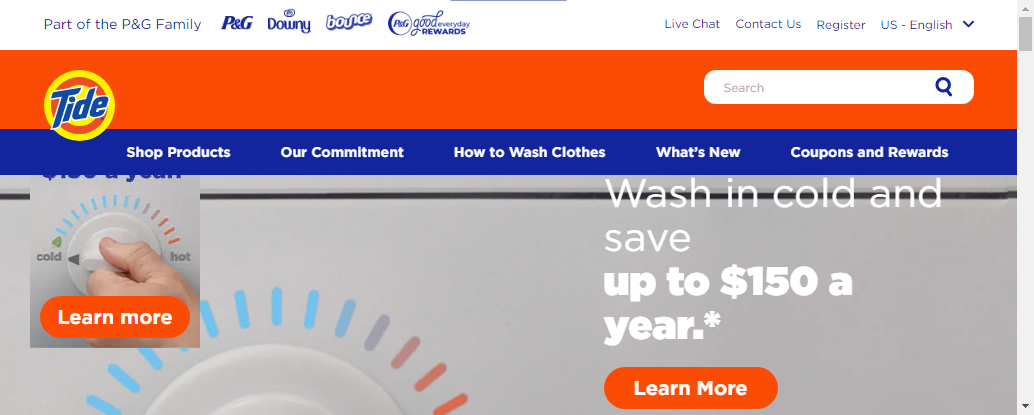 Part of the P&G Family
P&G
Downy
bounce
P&G good everyday
REWARDS
Live Chat
Contact Us
Register
US - English
Tide
Search
Shop Products
Our Commitment
How to Wash Clothes
What's New
Coupons and Rewards
$150 a year.
cold
hot
Learn more
Wash in cold and
save
up to $150 a
year.*
Learn More